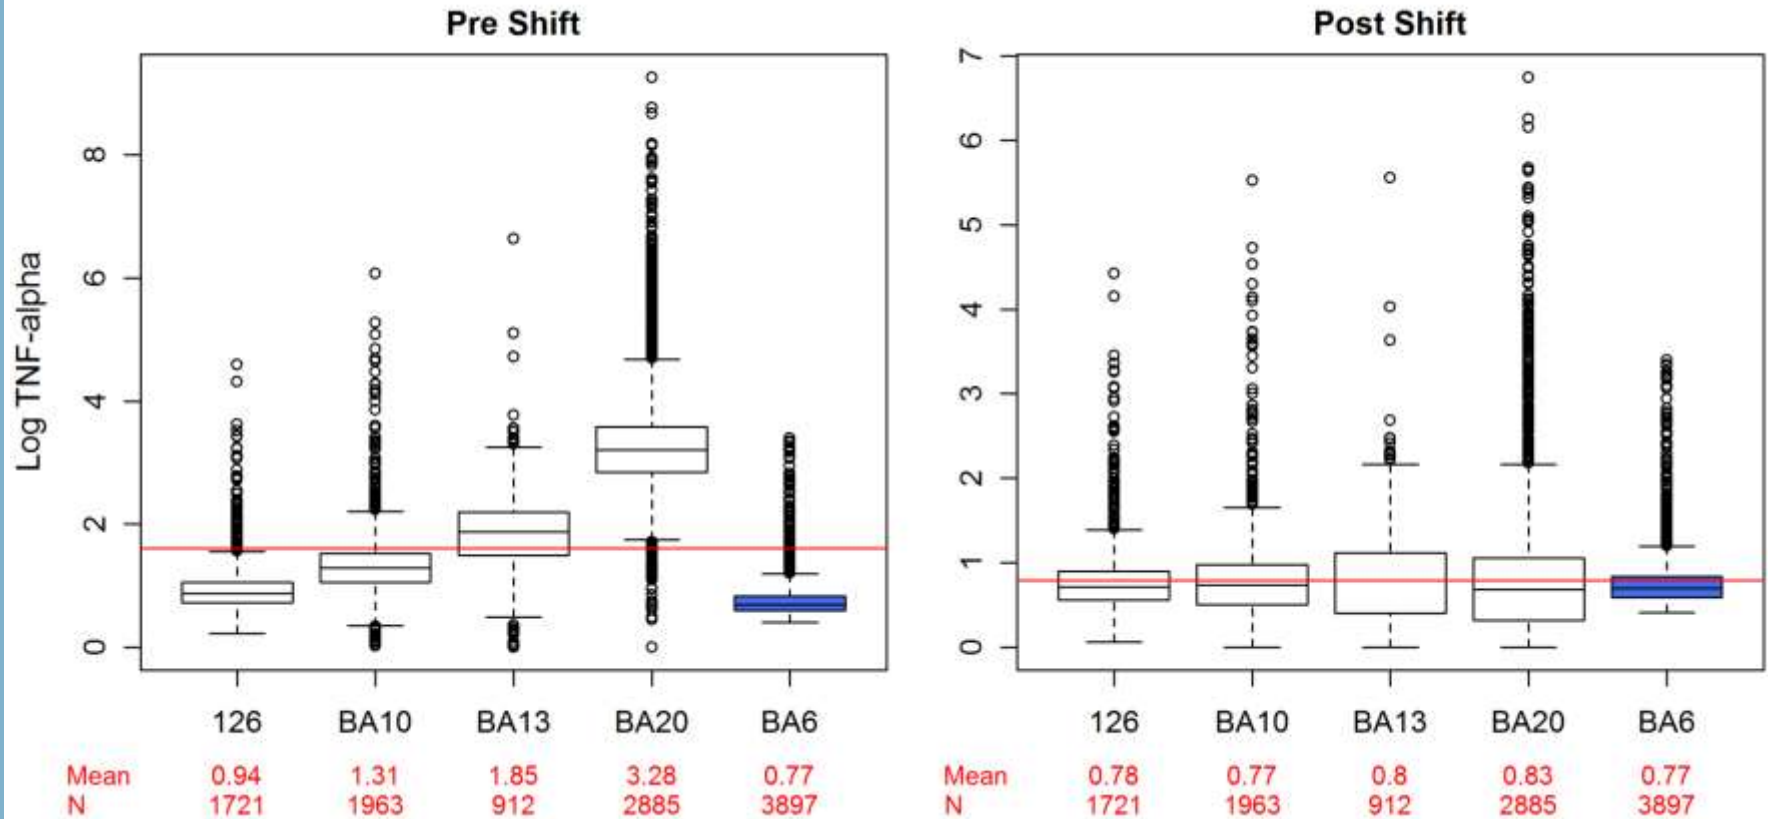 Pre Shift
Log TNF-alpha
8
6
4
2
0
126 BA10 BA13 BA20 BA6
Mean 0.94 1.31 1.85 3.28 0.77
N 1721 1963 912 2885 3897
Post Shift
7
6
5
4
3
2
1
0
126 BA10 BA13 BA20 BA6
Mean 0.78 0.77 0.8 0.83 0.77
N 1721 1963 912 2885 3897